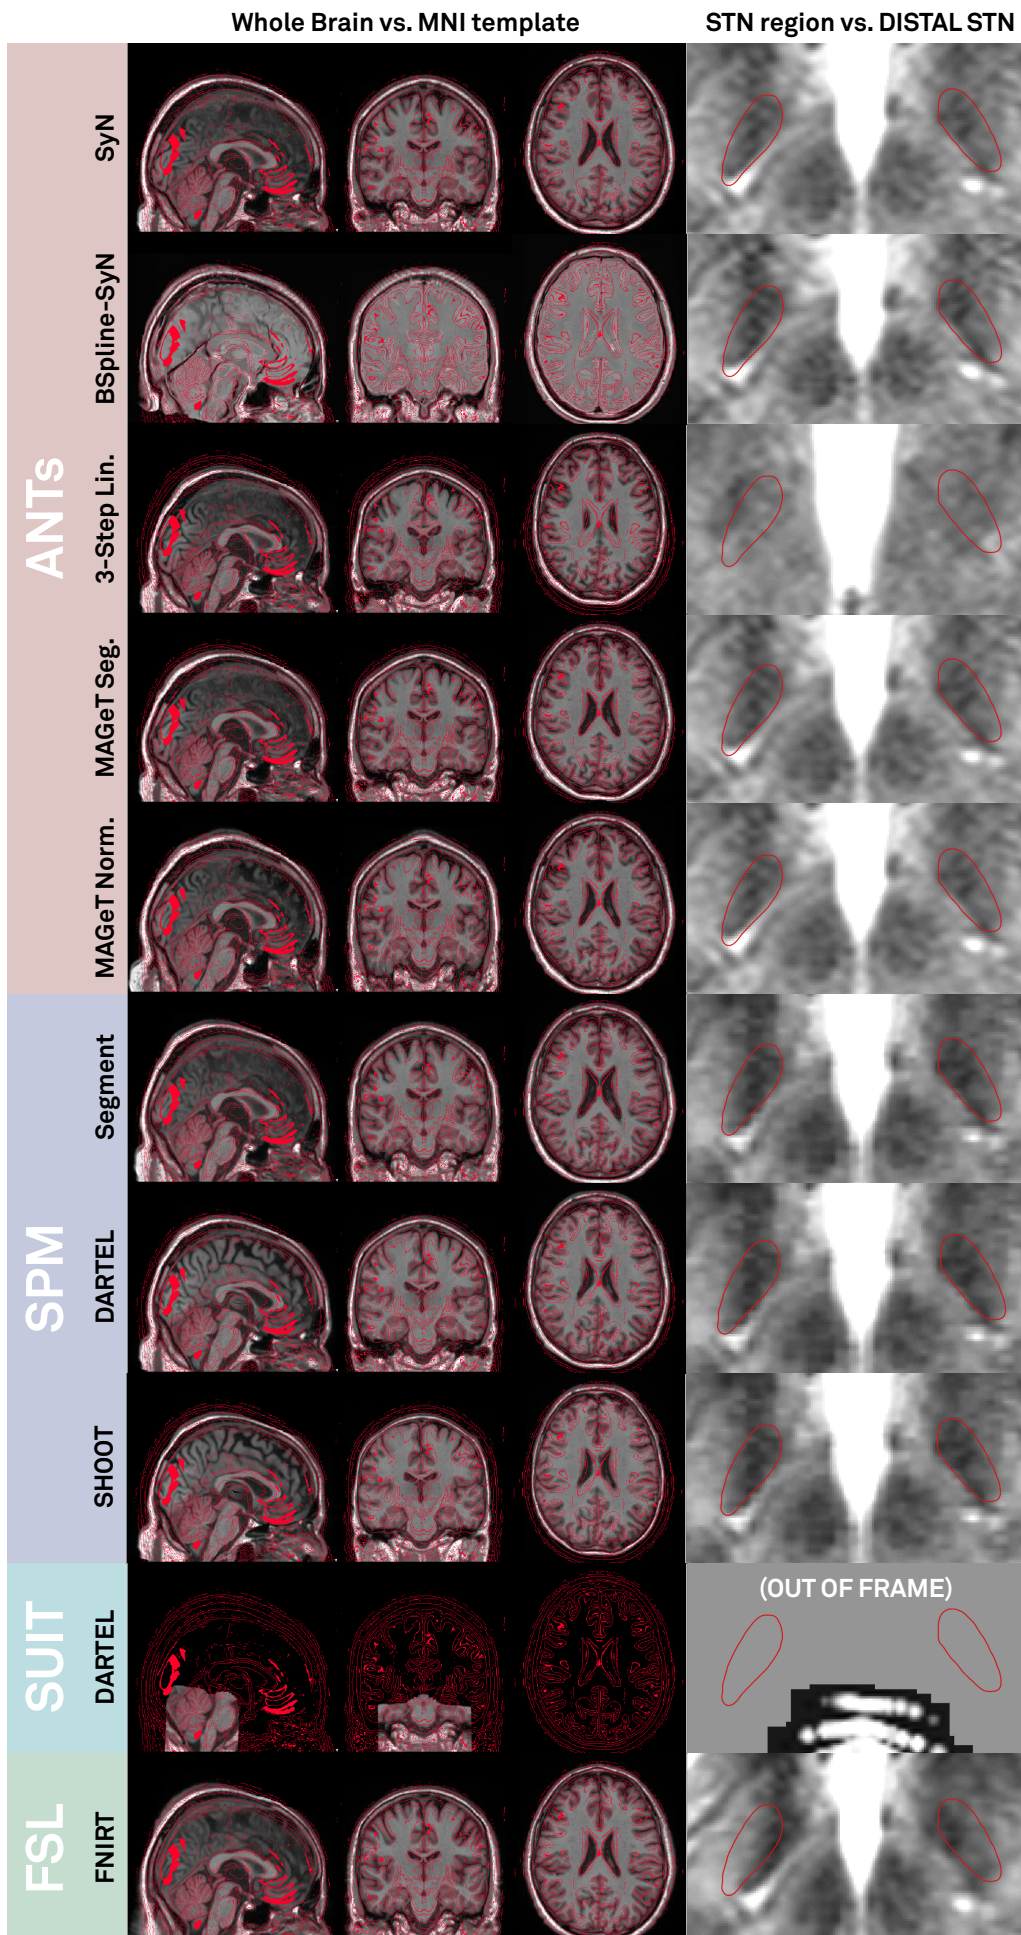 Whole Brain vs. MNI template
STN region vs. DISTAL STN
ANTs
SyN
BSpline-SyN
3-Step Lin.
MAGeT Seg.
MAGeT Norm.
SPM
Segment
DARTEL
SHOOT
SUIT
DARTEL
(OUT OF FRAME)
FSL
FNIRT